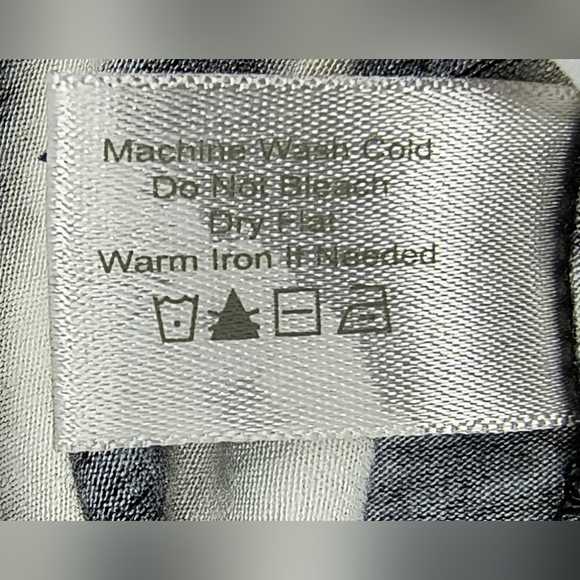 Machine Wash Cold
Do Not Bleach
Dry Flat
Warm Iron If Needed